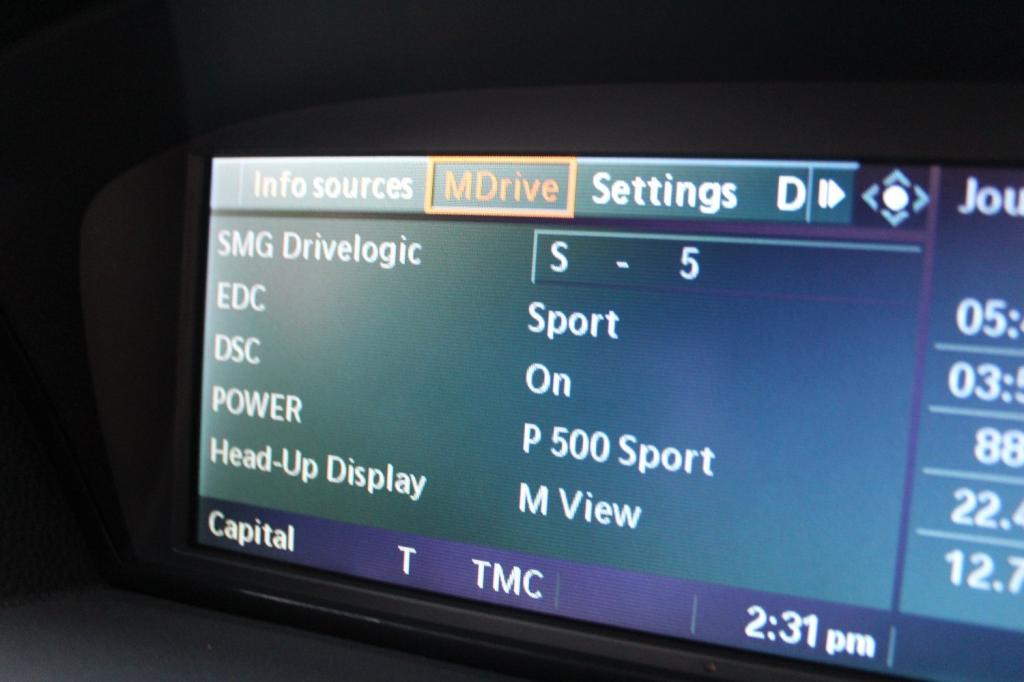 Info sources MDrive Settings D
SMG Drivelogic S - 5
EDC Sport
DSC On
POWER P 500 Sport
Head-Up Display M View
Capital T TMC 2:31 pm